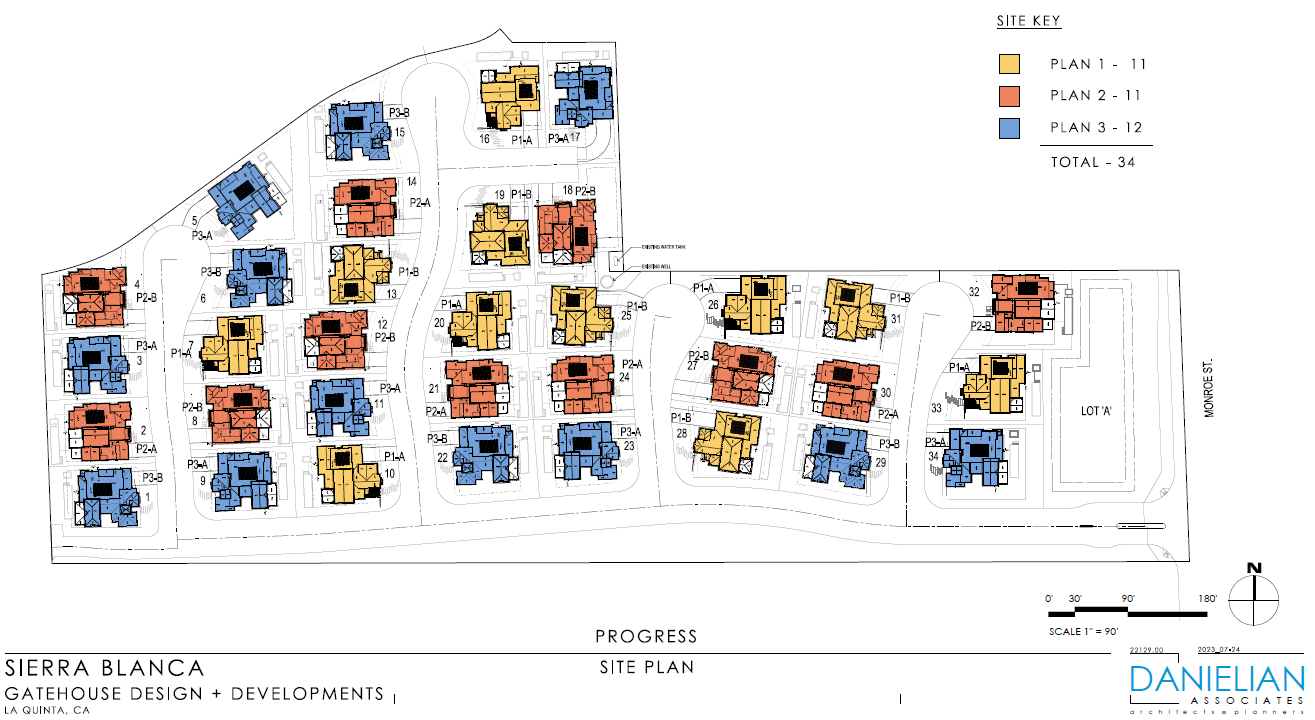 SITE KEY
PLAN 1 - 11
PLAN 2 - 11
PLAN 3 - 12
TOTAL - 34
P3-B
15
16
P1-A
P3-A
17
14
P2-A
5
P3-A
19
P1-B
18
P2-B
EXISTING WATER TANK
EXISTING WELL
4
P2-B
P3-B
6
P1-B
13
P1-A
20
P1-B
25
P1-A
26
P1-B
31
32
P2-B
P3-A
3
7
P1-A
12
P2-B
21
P2-A
P2-A
24
P2-B
27
30
P2-A
P1-A
33
LOT 'A'
MONROE ST.
2
P2-A
P2-B
8
P3-A
11
P3-B
22
P3-A
23
P1-B
28
P3-B
29
P3-A
34
P3-B
1
P3-A
9
P1-A
10
N
0' 30' 90' 180'
SCALE 1" = 90'
PROGRESS
SITE PLAN
SIERRA BLANCA
GATEHOUSE DESIGN + DEVELOPMENTS
LA QUINTA, CA
22129.00
2023_07-24
DANIELIAN
ASSOCIATES
architects + planners